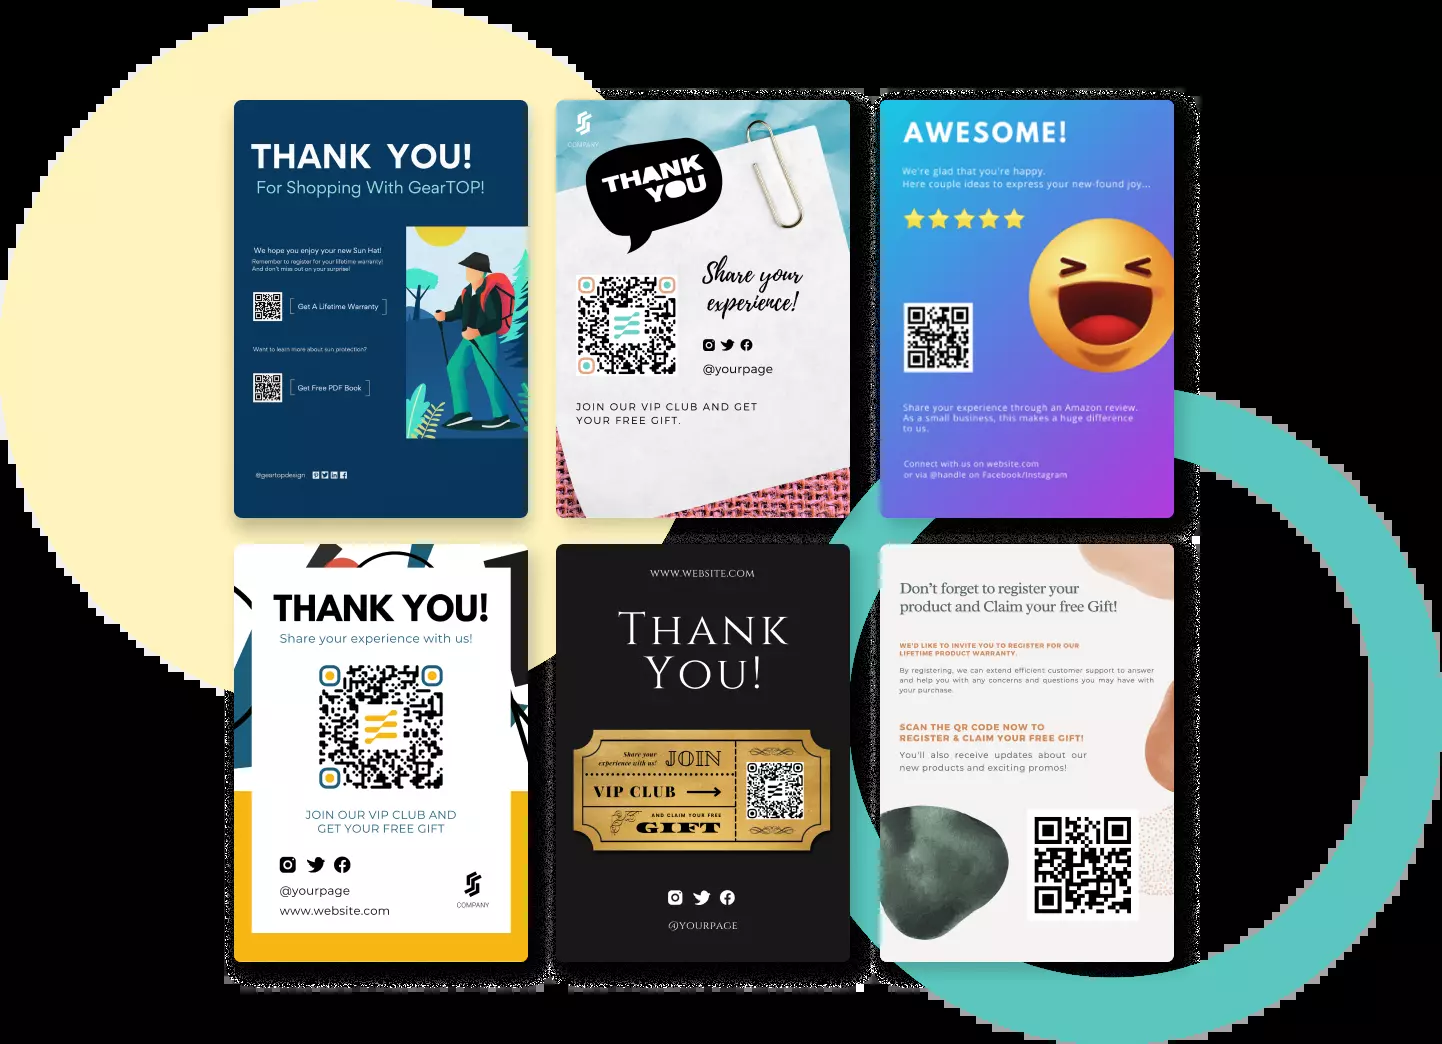 THANK YOU!
For Shopping With GearTOP!
We hope you enjoy your new Sun Hat!
Remember to register for your lifetime warranty!
And don't miss out on your surprise!
Get A Lifetime Warranty
Want to learn more about sun protection?
Get Free PDF Book
@geartopdesign
COMPANY
THANK
YOU
Share your
experience!
@yourpage
JOIN OUR VIP CLUB AND GET
YOUR FREE GIFT.
AWESOME!
We're glad that you're happy.
Here couple ideas to express your new-found joy...
Share your experience through an Amazon review.
As a small business, this makes a huge difference
to us.
Connect with us on website.com
or via @handle on Facebook/Instagram
THANK YOU!
Share your experience with us!
JOIN OUR VIP CLUB AND
GET YOUR FREE GIFT
@yourpage
www.website.com
COMPANY
WWW.WEBSITE.COM
THANK
YOU!
Share your
experience with us!
JOIN
VIP CLUB
AND CLAIM YOUR FREE
GIFT
@YOURPAGE
Don't forget to register your
product and Claim your free Gift!
WE'D LIKE TO INVITE YOU TO REGISTER FOR OUR
LIFETIME PRODUCT WARRANTY.
By registering, we can extend efficient customer support to answer
and help you with any concerns and questions you may have with
your purchase.
SCAN THE QR CODE NOW TO
REGISTER & CLAIM YOUR FREE GIFT!
You'll also receive updates about our
new products and exciting promos!